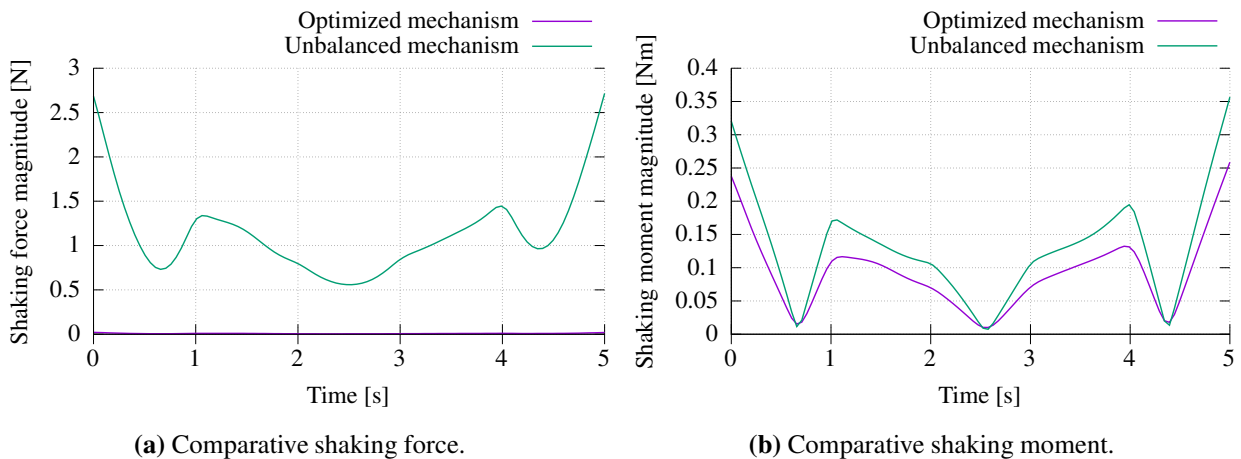 Optimized mechanism
Unbalanced mechanism
Shaking force magnitude [N]
3
2.5
2
1.5
1
0.5
0
0 1 2 3 4 5
Time [s]
(a) Comparative shaking force.
Optimized mechanism
Unbalanced mechanism
Shaking moment magnitude [Nm]
0.4
0.35
0.3
0.25
0.2
0.15
0.1
0.05
0
0 1 2 3 4 5
Time [s]
(b) Comparative shaking moment.